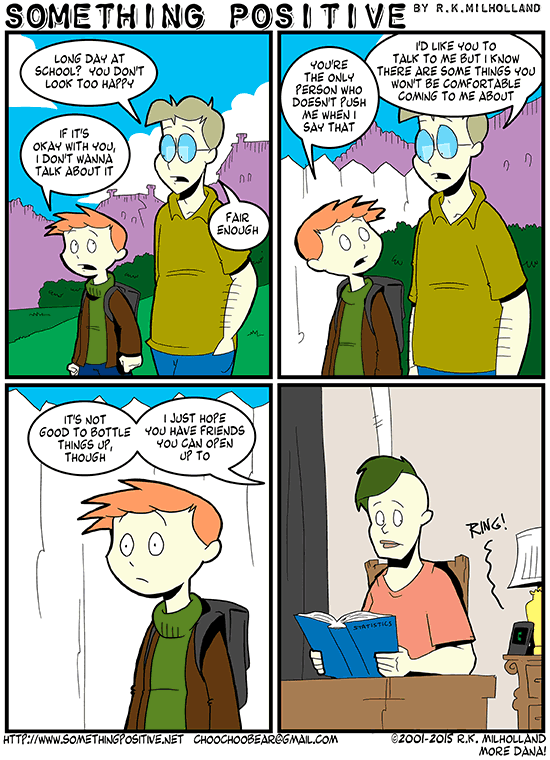 SOMETHING POSITIVE BY R.K.MILHOLLAND
LONG DAY AT
SCHOOL? YOU DON'T
LOOK TOO HAPPY
IF IT'S
OKAY WITH YOU,
I DON'T WANNA
TALK ABOUT IT
FAIR
ENOUGH
YOU'RE
THE ONLY
PERSON WHO
DOESN'T PUSH
ME WHEN I
SAY THAT
I'D LIKE YOU TO
TALK TO ME BUT I KNOW
THERE ARE SOME THINGS YOU
WON'T BE COMFORTABLE
COMING TO ME ABOUT
IT'S NOT
GOOD TO BOTTLE
THINGS UP,
THOUGH
I JUST HOPE
YOU HAVE FRIENDS
YOU CAN OPEN
UP TO
RING!
STATISTICS
HTTP://WWW.SOMETHINGPOSITIVE.NET CHOOCHOOBEAR@GMAIL.COM
©2001-2015 R.K. MILHOLLAND
MORE DANA!